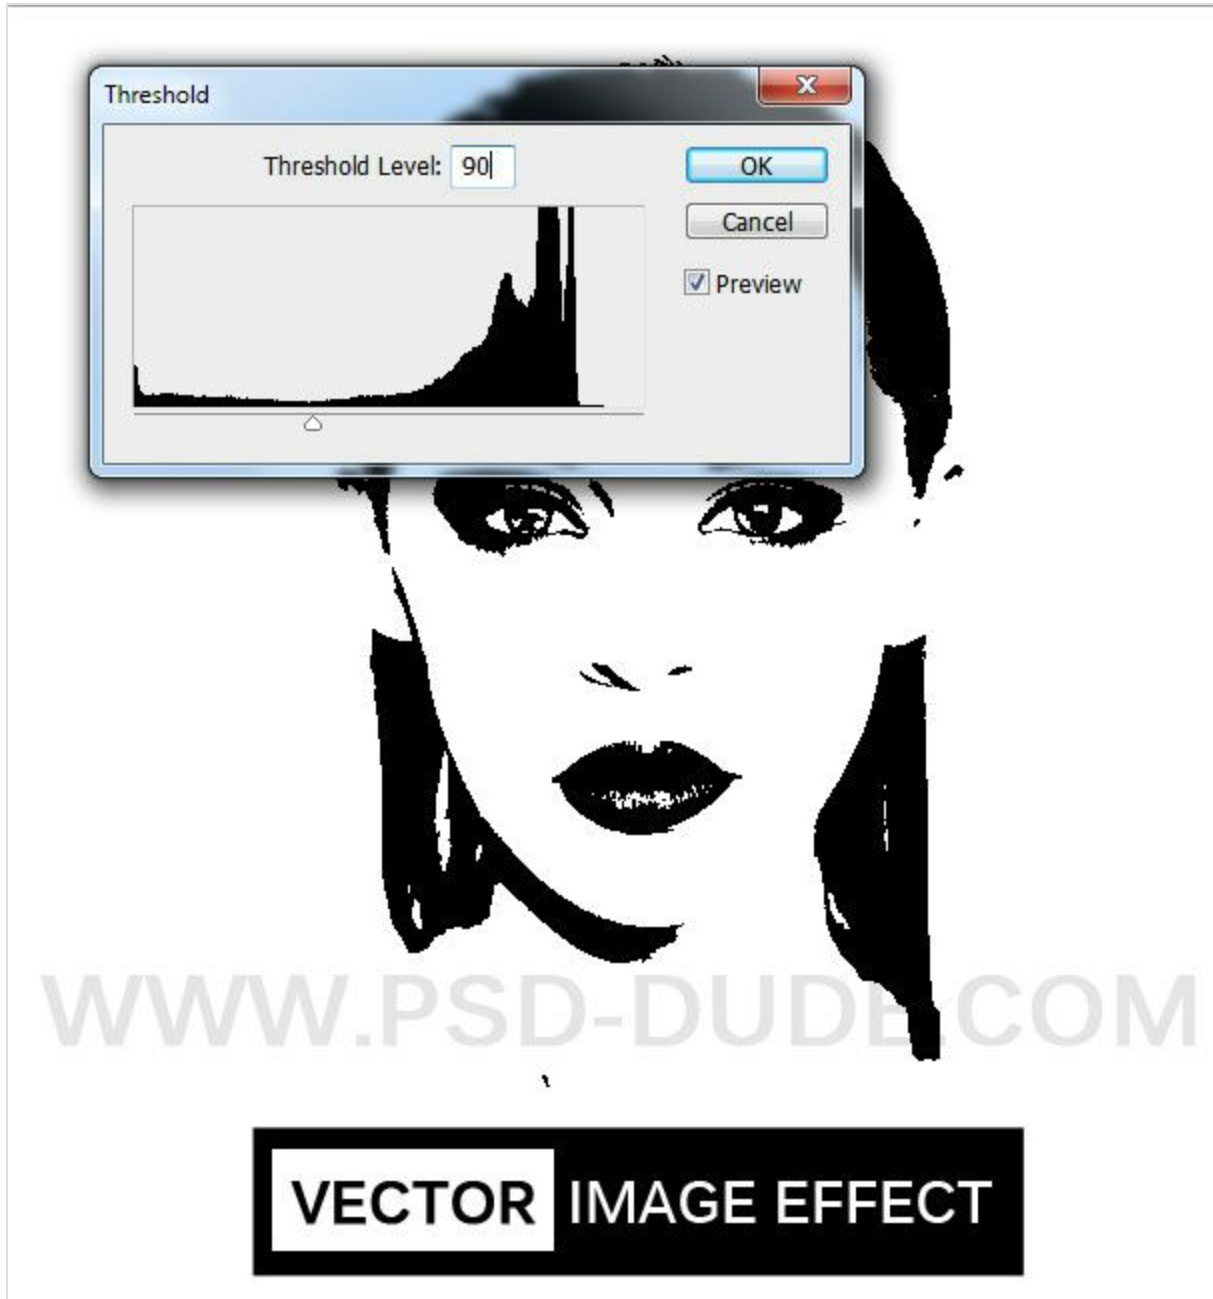 Threshold
Threshold Level: 90
OK
Cancel
Preview
WWW.PSD-DUDE.COM
VECTOR IMAGE EFFECT